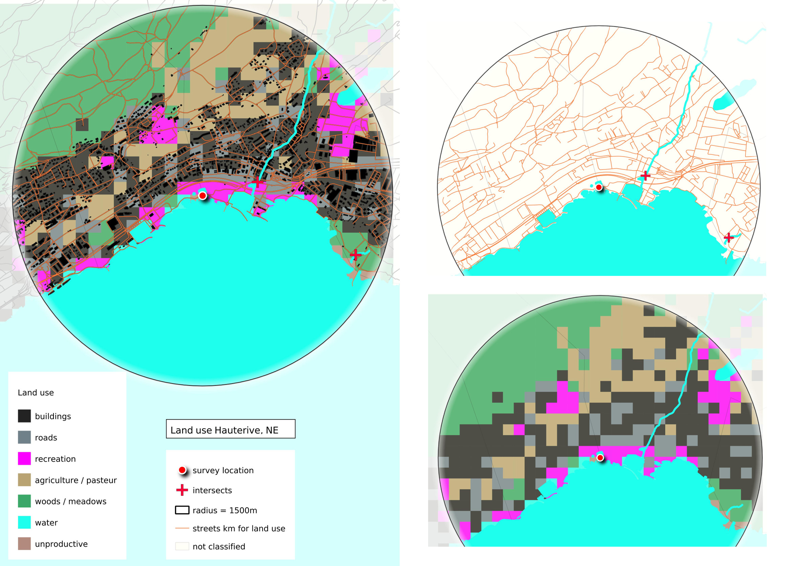 Land use
buildings
roads
recreation
agriculture / pasteur
woods / meadows
water
unproductive
Land use Hauterive, NE
survey location
intersects
radius = 1500m
streets km for land use
not classified